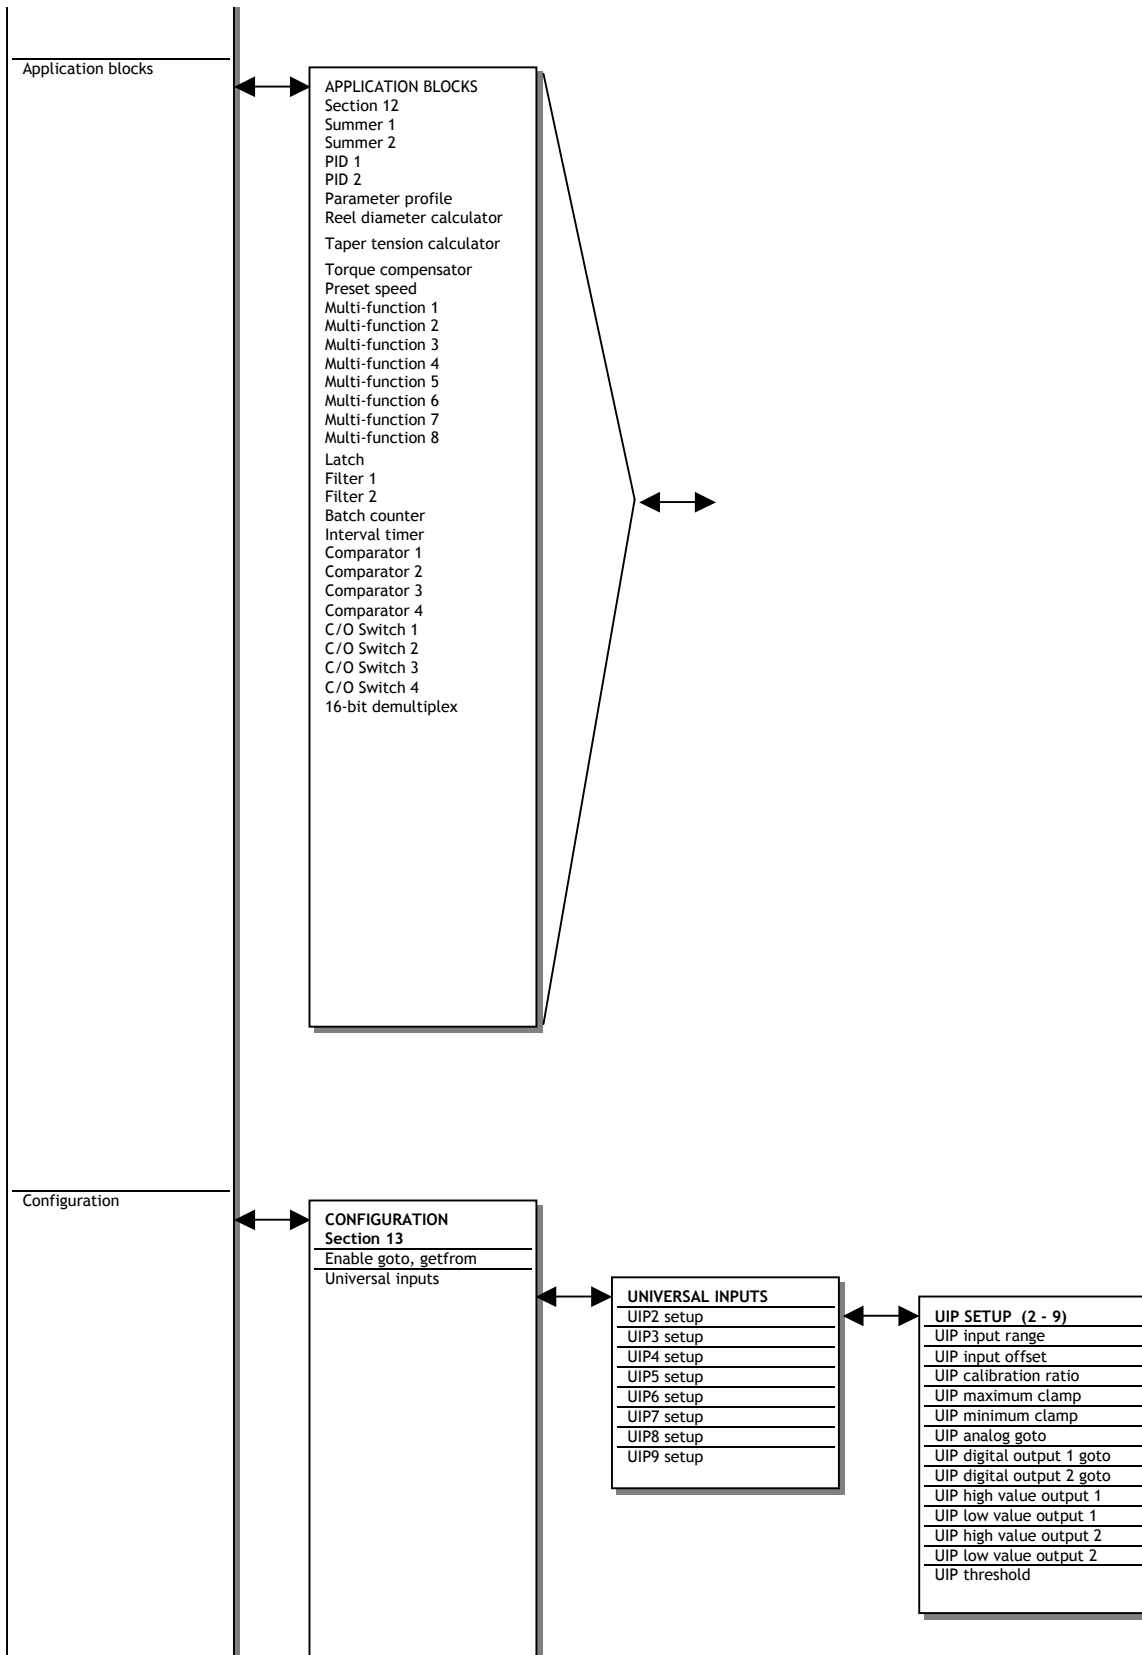 Application blocks
APPLICATION BLOCKS
Section 12
Summer 1
Summer 2
PID 1
PID 2
Parameter profile
Reel diameter calculator
Taper tension calculator
Torque compensator
Preset speed
Multi-function 1
Multi-function 2
Multi-function 3
Multi-function 4
Multi-function 5
Multi-function 6
Multi-function 7
Multi-function 8
Latch
Filter 1
Filter 2
Batch counter
Interval timer
Comparator 1
Comparator 2
Comparator 3
Comparator 4
C/O Switch 1
C/O Switch 2
C/O Switch 3
C/O Switch 4
16-bit demultiplex
Configuration
CONFIGURATION
Section 13
Enable goto, getfrom
Universal inputs
UNIVERSAL INPUTS
UIP2 setup
UIP3 setup
UIP4 setup
UIP5 setup
UIP6 setup
UIP7 setup
UIP8 setup
UIP9 setup
UIP SETUP (2 - 9)
UIP input range
UIP input offset
UIP calibration ratio
UIP maximum clamp
UIP minimum clamp
UIP analog goto
UIP digital output 1 goto
UIP digital output 2 goto
UIP high value output 1
UIP low value output 1
UIP high value output 2
UIP low value output 2
UIP threshold